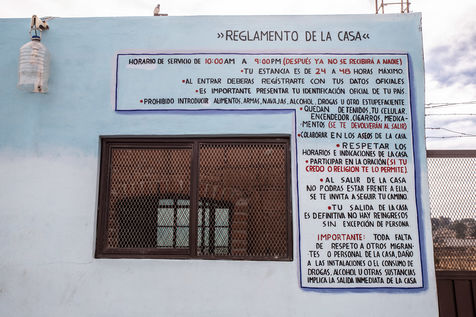 »REGLAMENTO DE LA CASA«
HORARIO DE SERVICIO DE 10:00 AM A 9:00 PM (DESPUÉS YA NO SE RECIBIRÁ A NADIE)
•TU ESTANCIA ES DE 24 A 48 HORAS MÁXIMO.
•AL ENTRAR DEBERAS REGISTRARTE CON TUS DATOS OFICIALES.
•ES IMPORTANTE PRESENTAR TU IDENTIFICACIÓN OFICIAL DE TU PAÍS.
•PROHIBIDO INTRODUCIR ALIMENTOS, ARMAS, NAVAJAS, ALCOHOL, DROGAS U OTRO ESTUPEFACIENTE
•QUEDAN DETENIDOS, TU CELULAR
ENCENDEDOR, CIGARROS, MEDICA-
MENTOS (SE TE DEVOLVERÁN AL SALIR)
•COLABORAR EN LOS ASEOS DE LA CASA.
•RESPETAR LOS
HORARIOS E INDICACIONES DE LA CASA
•PARTICIPAR EN LA ORACIÓN (SI TU
CREDO O RELIGION TE LO PERMITE).
•AL SALIR DE LA CASA
NO PODRAS ESTAR FRENTE A ELLA,
SE TE INVITA A SEGUIR TU CAMINO.
•TU SALIDA DE LA CASA
ES DEFINITIVA NO HAY REINGRESOS
SIN EXCEPCIÓN DE PERSONA.
IMPORTANTE: TODA FALTA
DE RESPETO A OTROS MIGRAN-
TES O PERSONAL DE LA CASA, DAÑO
A LAS INSTALACIONES O EL CONSUMO DE
DROGAS, ALCOHOL U OTRAS SUSTANCIAS
IMPLICA LA SALIDA INMEDIATA DE LA CASA